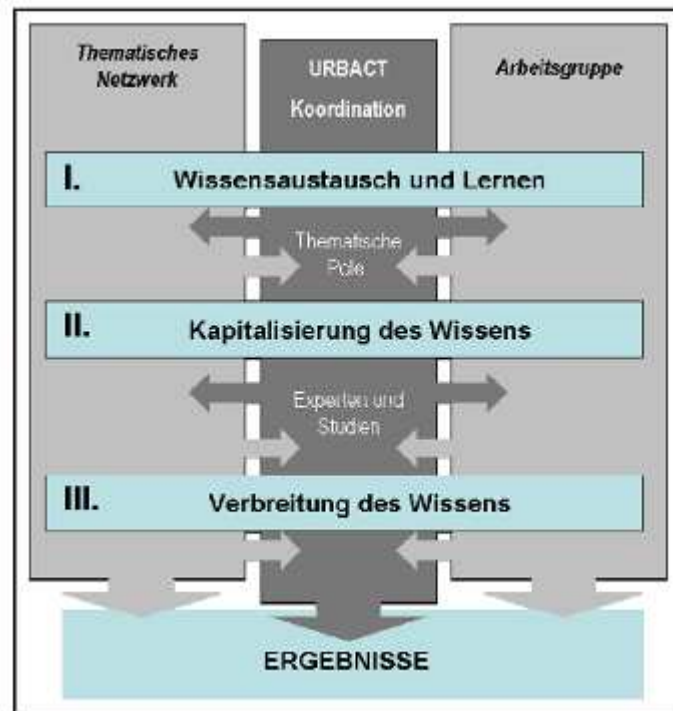 Thematisches
Netzwerk
URBACT
Koordination
Arbeitsgruppe
I. Wissensaustausch und Lernen
Thematische
Pole
II. Kapitalisierung des Wissens
Experten und
Studien
III. Verbreitung des Wissens
ERGEBNISSE